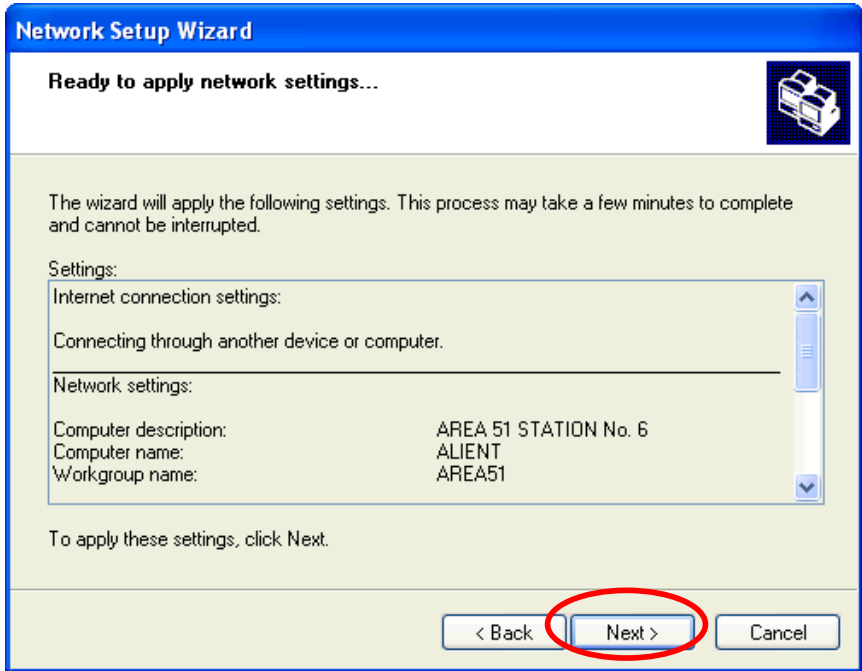 Network Setup Wizard
Ready to apply network settings...
The wizard will apply the following settings. This process may take a few minutes to complete
and cannot be interrupted.
Settings:
Internet connection settings:
Connecting through another device or computer.
Network settings:
Computer description: AREA 51 STATION No. 6
Computer name: ALIENT
Workgroup name: AREA51
To apply these settings, click Next.
< Back Next > Cancel